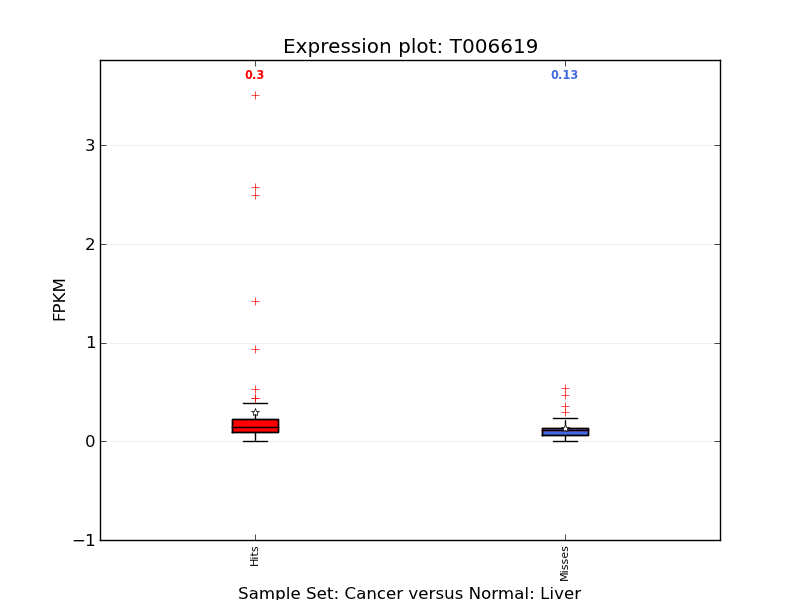 Expression plot: T006619
0.3
0.13
3
2
1
0
−1
FPKM
Hits
Misses
Sample Set: Cancer versus Normal: Liver